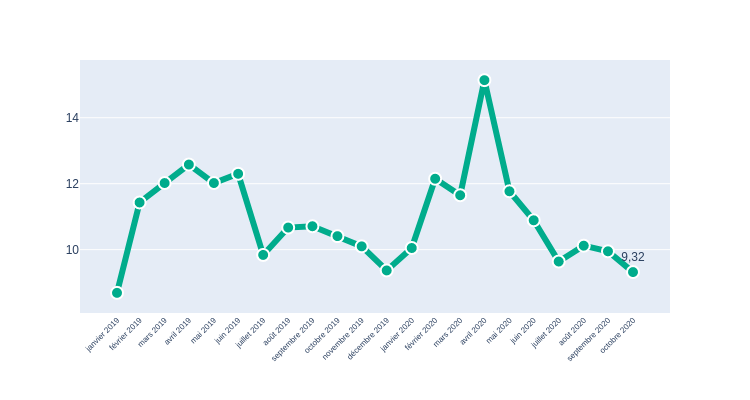 14
12
10
9,32
janvier 2019
février 2019
mars 2019
avril 2019
mai 2019
juin 2019
juillet 2019
août 2019
septembre 2019
octobre 2019
novembre 2019
décembre 2019
janvier 2020
février 2020
mars 2020
avril 2020
mai 2020
juin 2020
juillet 2020
août 2020
septembre 2020
octobre 2020